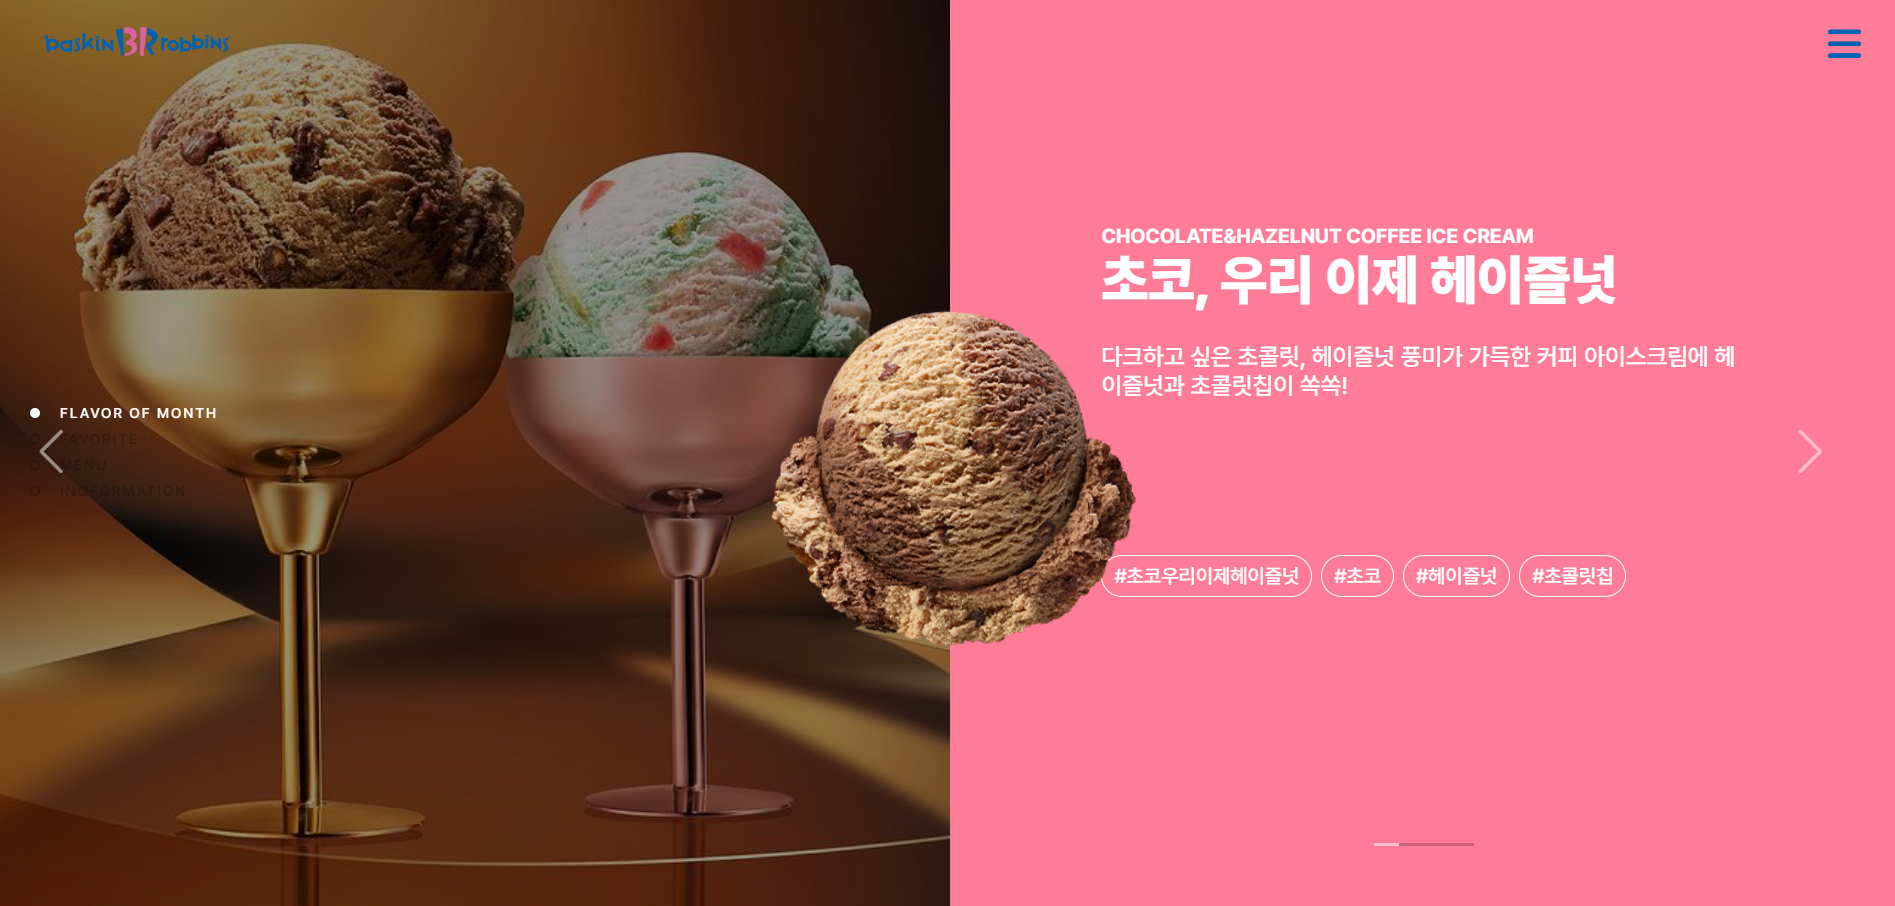 baskin BR robbins
FLAVOR OF MONTH
FAVORITE
MENU
INOFORMATION
CHOCOLATE&HAZELNUT COFFEE ICE CREAM
초코, 우리 이제 헤이즐넛
다크하고 싶은 초콜릿, 헤이즐넛 풍미가 가득한 커피 아이스크림에 헤
이즐넛과 초콜릿칩이 쏙쏙!
#초코우리이제헤이즐넛 #초코 #헤이즐넛 #초콜릿칩